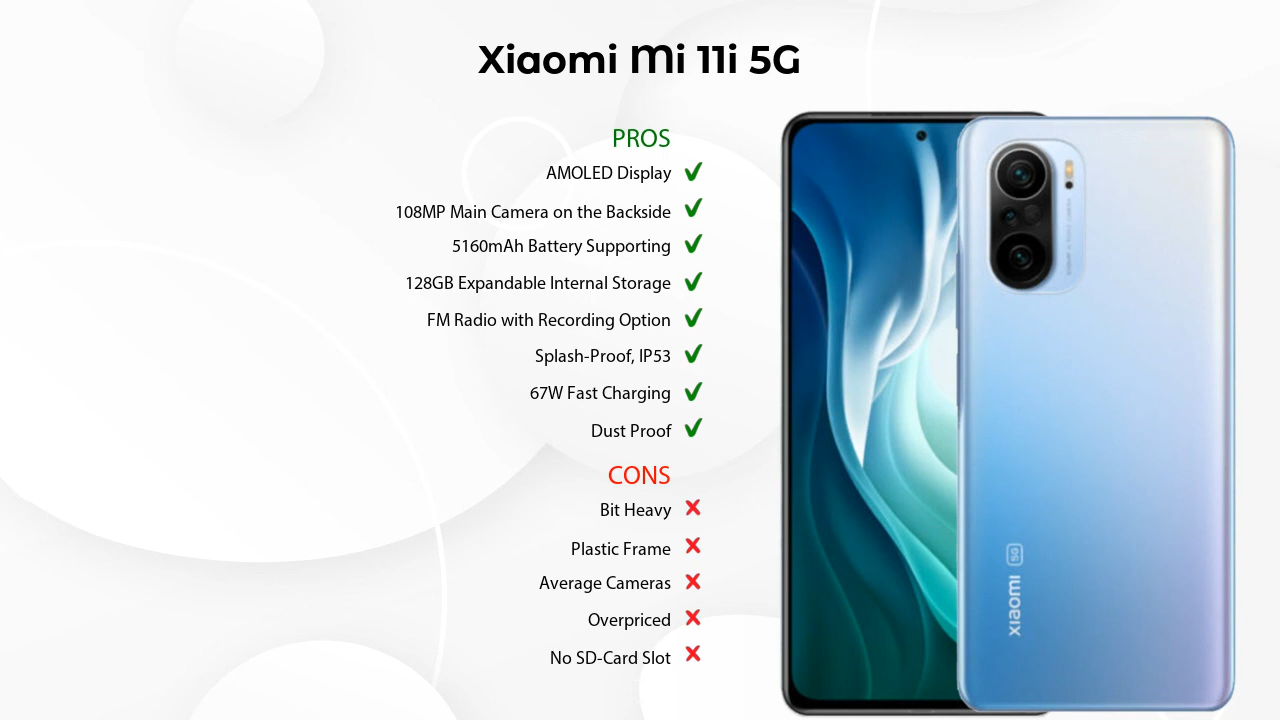 Xiaomi Mi 11i 5G
PROS
AMOLED Display
108MP Main Camera on the Backside
5160mAh Battery Supporting
128GB Expandable Internal Storage
FM Radio with Recording Option
Splash-Proof, IP53
67W Fast Charging
Dust Proof
CONS
Bit Heavy
Plastic Frame
Average Cameras
Overpriced
No SD-Card Slot
xiaomi 5G